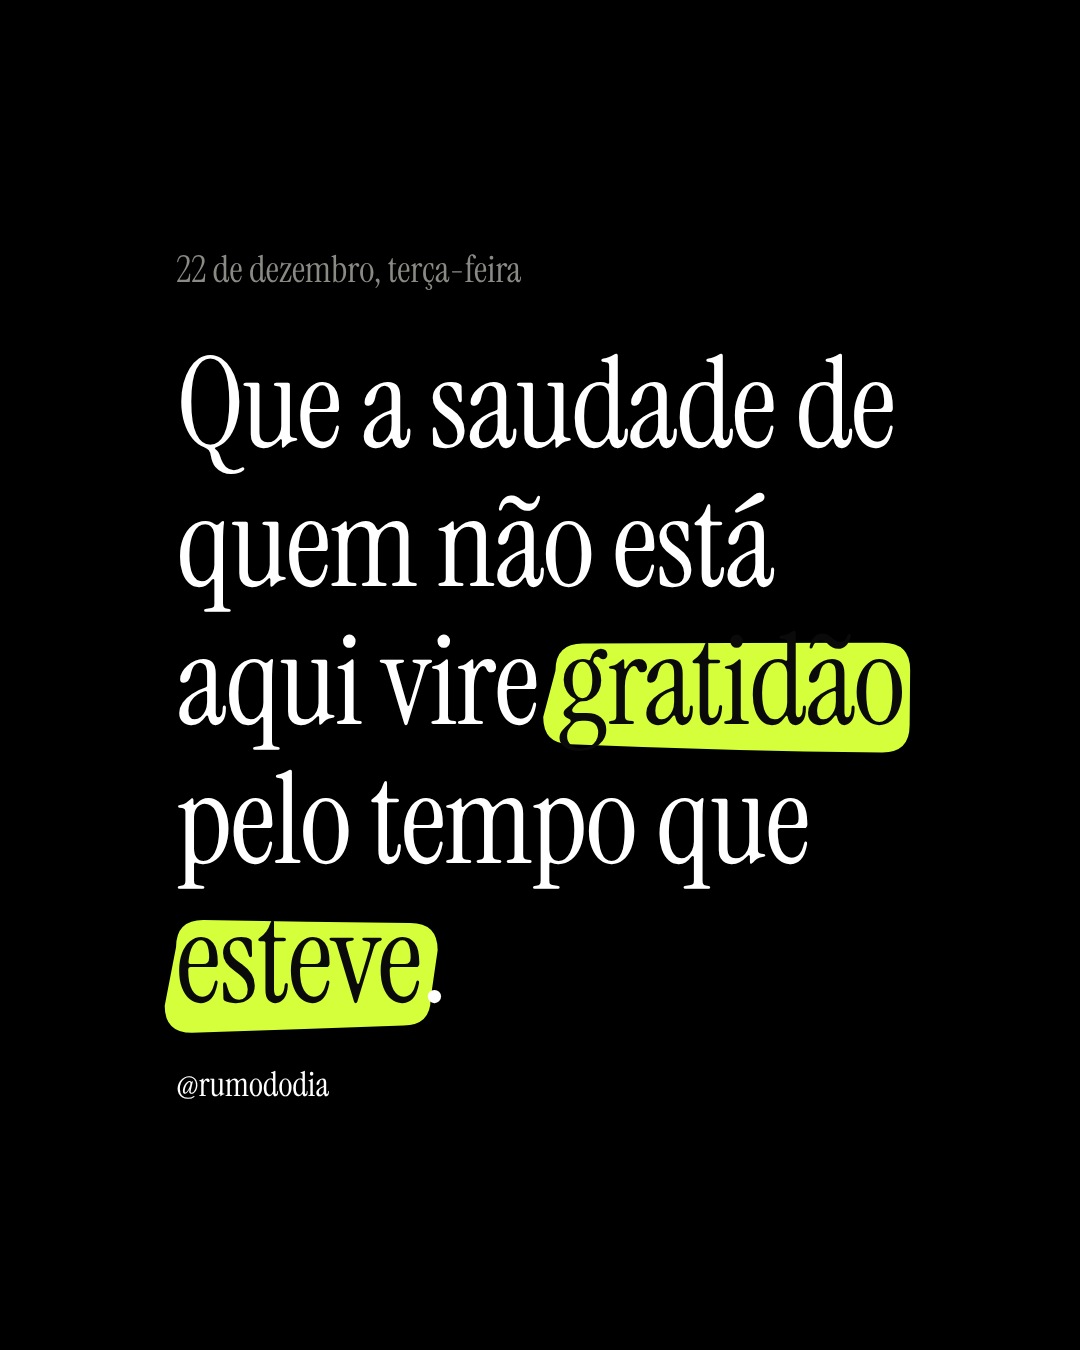 22 de dezembro, terça-feira
Que a saudade de
quem não está
aqui vire gratidão
pelo tempo que
esteve.
@rumododia